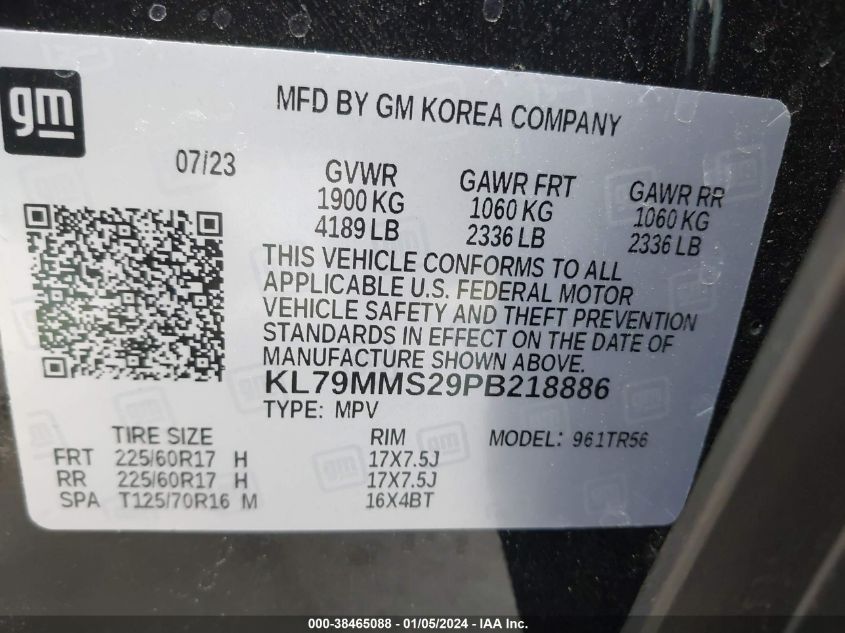 gm
MFD BY GM KOREA COMPANY
07/23
GVWR
1900 KG
4189 LB
GAWR FRT
1060 KG
2336 LB
GAWR RR
1060 KG
2336 LB
THIS VEHICLE CONFORMS TO ALL
APPLICABLE U.S. FEDERAL MOTOR
VEHICLE SAFETY AND THEFT PREVENTION
STANDARDS IN EFFECT ON THE DATE OF
MANUFACTURE SHOWN ABOVE.
KL79MMS29PB218886
TYPE: MPV
TIRE SIZE RIM MODEL: 961TR56
FRT 225/60R17 H 17X7.5J
RR 225/60R17 H 17X7.5J
SPA T125/70R16 M 16X4BT
000-38465088 - 01/05/2024 - IAA Inc.